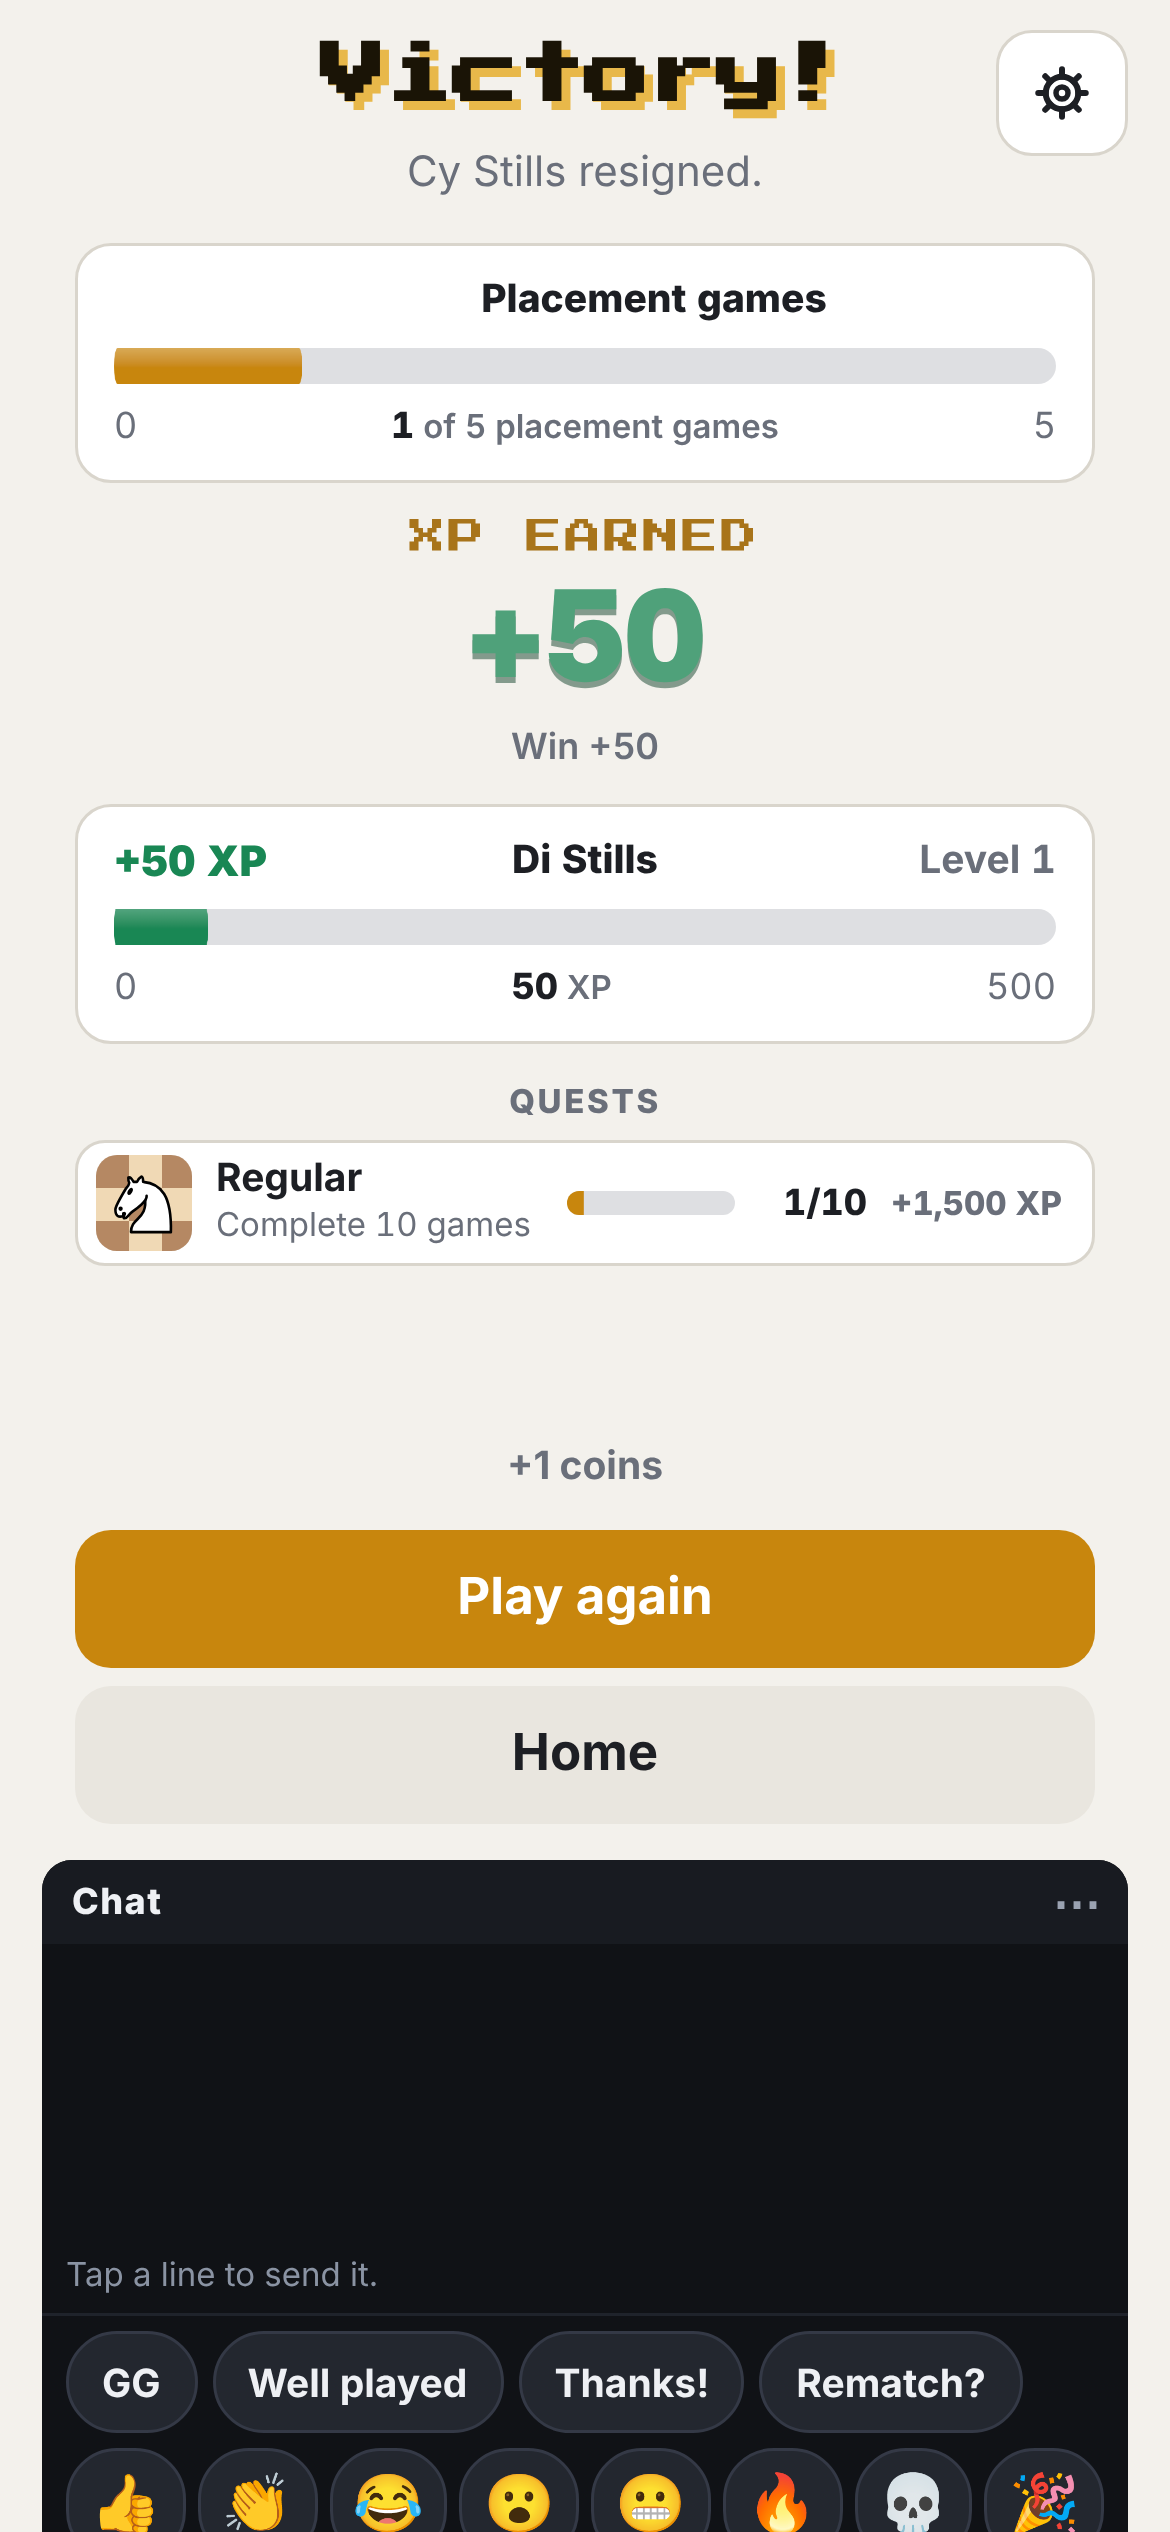 Victory!
Cy Stills resigned.
Placement games
0 1 of 5 placement games 5
XP EARNED
+50
Win +50
+50 XP Di Stills Level 1
0 50 XP 500
QUESTS
Regular
Complete 10 games
1/10 +1,500 XP
+1 coins
Play again
Home
Chat ...
Tap a line to send it.
GG Well played Thanks! Rematch?